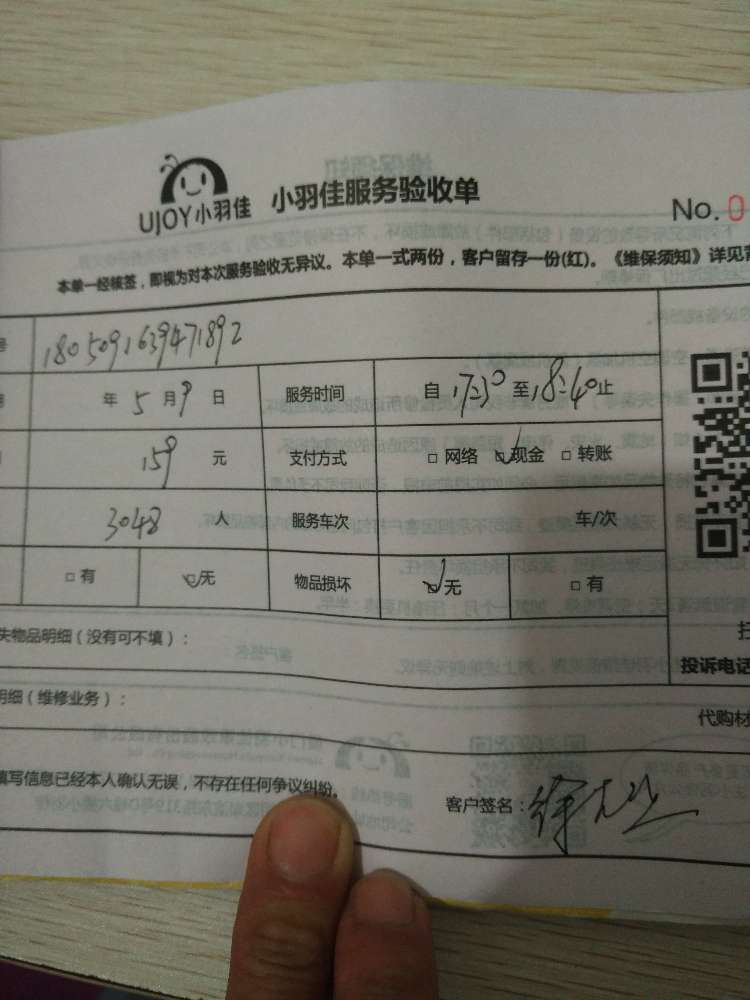 UJOY小羽佳 小羽佳服务验收单
No. 0
本单一经核签，即视为对本次服务验收无异议。本单一式两份，客户留存一份(红)。《维保须知》详见背
号 1805091639471892
年 5 月 9 日 服务时间 自 17:30 至 18:40 止
159 元 支付方式 □ 网络 ☑现金 □ 转账
3048 人 服务车次 车/次
□ 有 ☑无 物品损坏 ☑无 □ 有
失物品明细（没有可不填）：
投诉电话
明细（维修业务）：
代购材
填写信息已经本人确认无误，不存在任何争议纠纷。
客户签名：